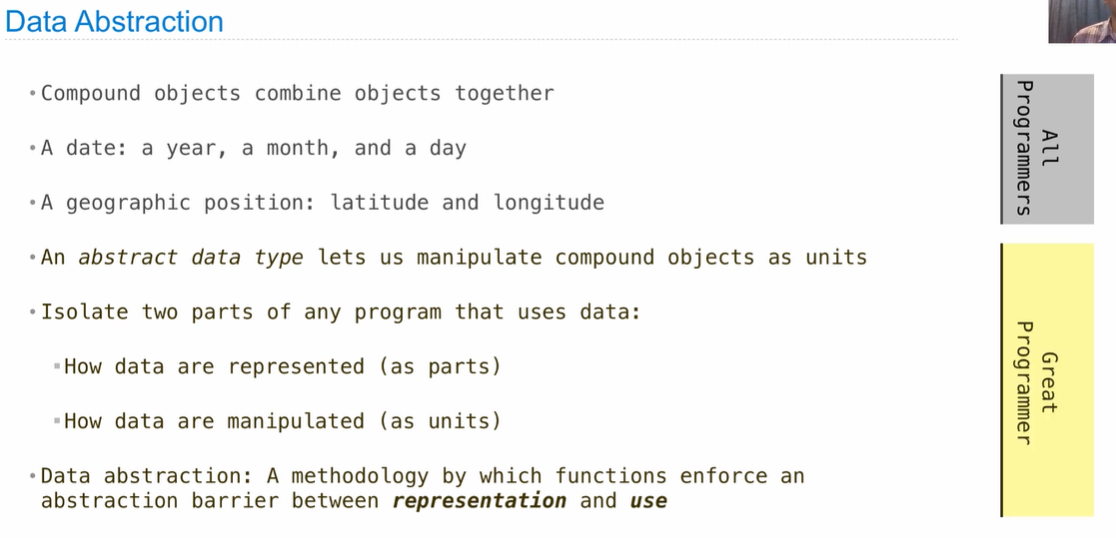 Data Abstraction
•Compound objects combine objects together
•A date: a year, a month, and a day
•A geographic position: latitude and longitude
•An abstract data type lets us manipulate compound objects as units
•Isolate two parts of any program that uses data:
▪How data are represented (as parts)
▪How data are manipulated (as units)
•Data abstraction: A methodology by which functions enforce an
abstraction barrier between representation and use
All
Programmers
Great
Programmer